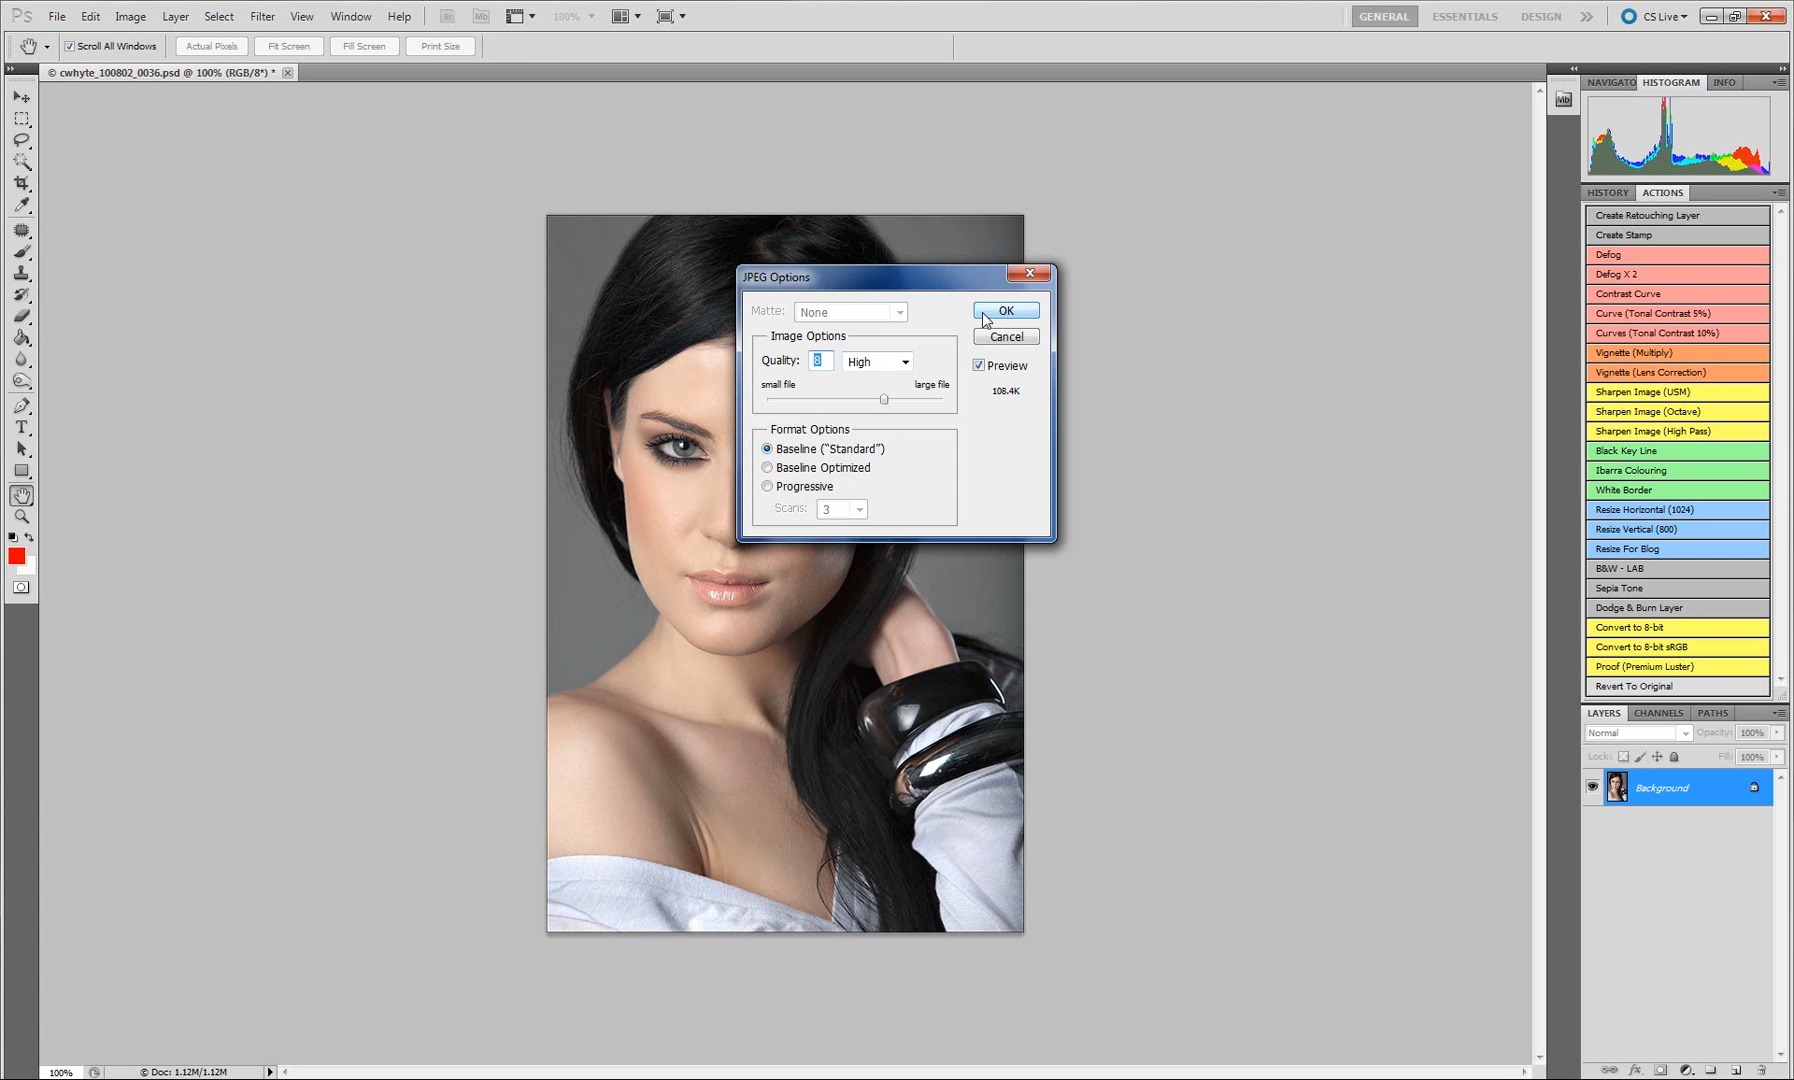 Ps File Edit Image Layer Select Filter View Window Help Br Mb 100% GENERAL ESSENTIALS DESIGN CS Live
Scroll All Windows Actual Pixels Fit Screen Fill Screen Print Size
© cwhyte_100802_0036.psd @ 100% (RGB/8*) *
Mb
NAVIGATO HISTOGRAM INFO
HISTORY ACTIONS
Create Retouching Layer
Create Stamp
Defog
Defog X 2
Contrast Curve
Curve (Tonal Contrast 5%)
Curves (Tonal Contrast 10%)
Vignette (Multiply)
Vignette (Lens Correction)
Sharpen Image (USM)
Sharpen Image (Octave)
Sharpen Image (High Pass)
Black Key Line
Ibarra Colouring
White Border
Resize Horizontal (1024)
Resize Vertical (800)
Resize For Blog
B&W - LAB
Sepia Tone
Dodge & Burn Layer
Convert to 8-bit
Convert to 8-bit sRGB
Proof (Premium Luster)
Revert To Original
LAYERS CHANNELS PATHS
Normal Opacity: 100%
Lock: Fill: 100%
Background
JPEG Options
Matte: None OK
Image Options Cancel
Quality: 8 High Preview
small file large file 108.4K
Format Options
Baseline ("Standard")
Baseline Optimized
Progressive
Scans: 3
100% © Doc: 1.12M/1.12M